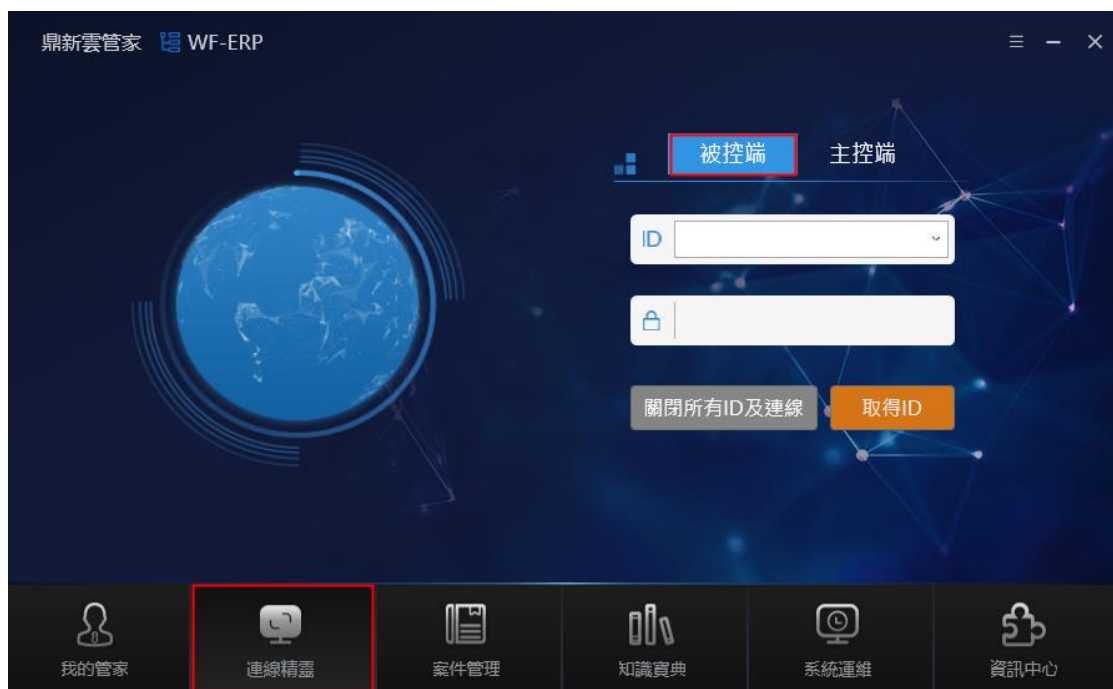 鼎新雲管家 WF-ERP
被控端 主控端
ID
關閉所有ID及連線 取得ID
我的管家 連線精靈 案件管理 知識寶典 系統運維 資訊中心